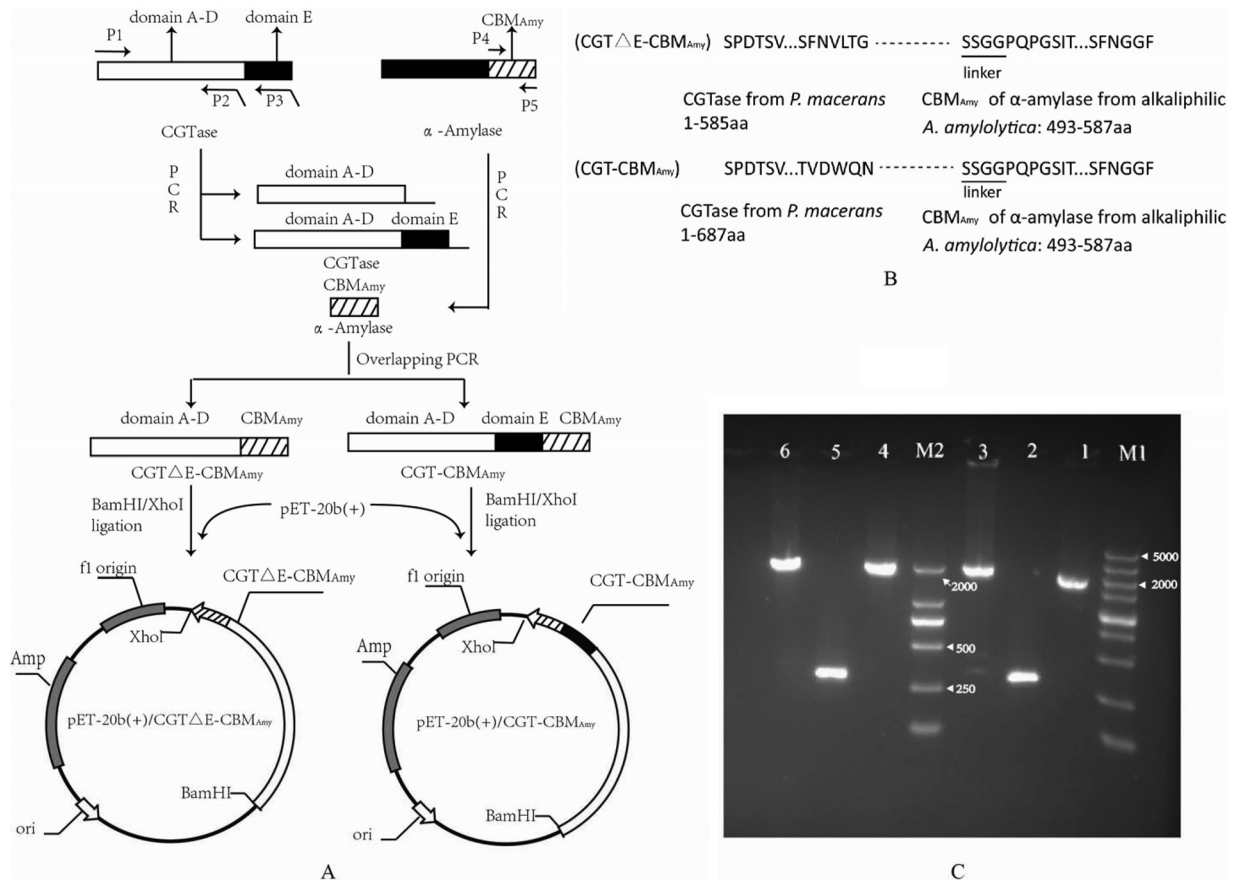 domain A-D
domain E
P1
P2
P3
CGTase
CBMAmy
P4
P5
α-Amylase
PCR
PCR
domain A-D
domain A-D
domain E
CGTase
CBMAmy
α-Amylase
Overlapping PCR
domain A-D
CBMAmy
CGT△E-CBMAmy
domain A-D
domain E
CBMAmy
CGT-CBMAmy
BamHI/XhoI
ligation
pET-20b(+)
BamHI/XhoI
ligation
f1 origin
CGT△E-CBMAmy
XhoI
Amp
pET-20b(+)/CGT△E-CBMAmy
BamHI
ori
f1 origin
CGT-CBMAmy
XhoI
Amp
pET-20b(+)/CGT-CBMAmy
BamHI
ori
A
(CGT△E-CBMAmy) SPDTSV...SFNVLTG ---------- SSGGPQPGSIT...SFNGGF
linker
CGTase from P. macerans
1-585aa
CBMAmy of α-amylase from alkaliphilic
A. amylolytica: 493-587aa
(CGT-CBMAmy) SPDTSV...TVDWQN ---------- SSGGPQPGSIT...SFNGGF
linker
CGTase from P. macerans
1-687aa
CBMAmy of α-amylase from alkaliphilic
A. amylolytica: 493-587aa
B
6 5 4 M2 3 2 1 M1
5000
2000
2000
500
250
C